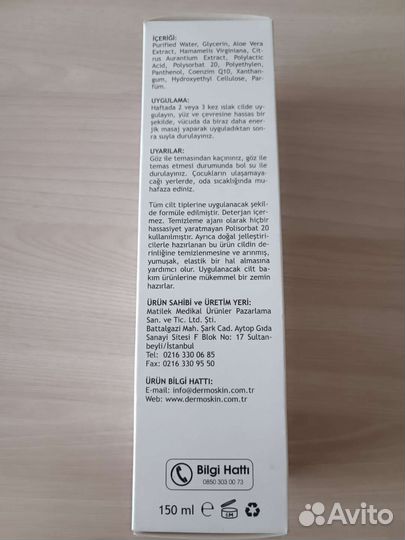 İÇERİĞİ:
Purified Water, Glycerin, Aloe Vera
Extract, Hamamelis Virginiana, Cit-
rus Aurantium Extract, Polylactic
Acid, Polysorbat 20, Polyethylen,
Panthenol, Coenzim Q10, Xanthan-
gum, Hydroxyethyl Cellulose, Par-
füm.
UYGULAMA:
Haftada 2 veya 3 kez ıslak cilde uy-
gulayın, yüz ve çevresine hassas bir
şekilde, vücuda da biraz daha ener-
jik masaj yaparak uyguladıktan son-
ra suyla durulayınız.
UYARILAR:
Göz ile temasından kaçınınız, göz ile
temas etmesi durumunda bol su ile
durulayınız. Çocukların ulaşamaya-
cağı yerlerde, oda sıcaklığında mu-
hafaza ediniz.
Tüm cilt tiplerine uygulanacak şekil-
de formüle edilmiştir. Deterjan içer-
mez. Temizleme ajanı olarak hiçbir
hassasiyet yaratmayan Polisorbat 20
kullanılmıştır. Ayrıca doğal jelleştiri-
cilerle hazırlanan bu ürün cildin de-
rinliğine temizlenmesine ve arınmış,
yumuşak, elastik bir hal almasına
yardımcı olur. Uygulanacak cilt ba-
kım ürünlerine mükemmel bir zemin
hazırlar.
ÜRÜN SAHİBİ ve ÜRETİM YERİ:
Matilek Medikal Ürünler Pazarlama
San. ve Tic. Ltd. Şti.
Battalgazi Mah. Şark Cad. Aytop Gıda
Sanayi Sitesi F Blok No: 17 Sultan-
beyli/İstanbul
Tel: 0216 330 06 85
Fax: 0216 330 95 50
ÜRÜN BİLGİ HATTI:
E-mail: info@dermoskin.com.tr
Web: www.dermoskin.com.tr
Bilgi Hattı
0850 303 00 73
150 ml e
Avito